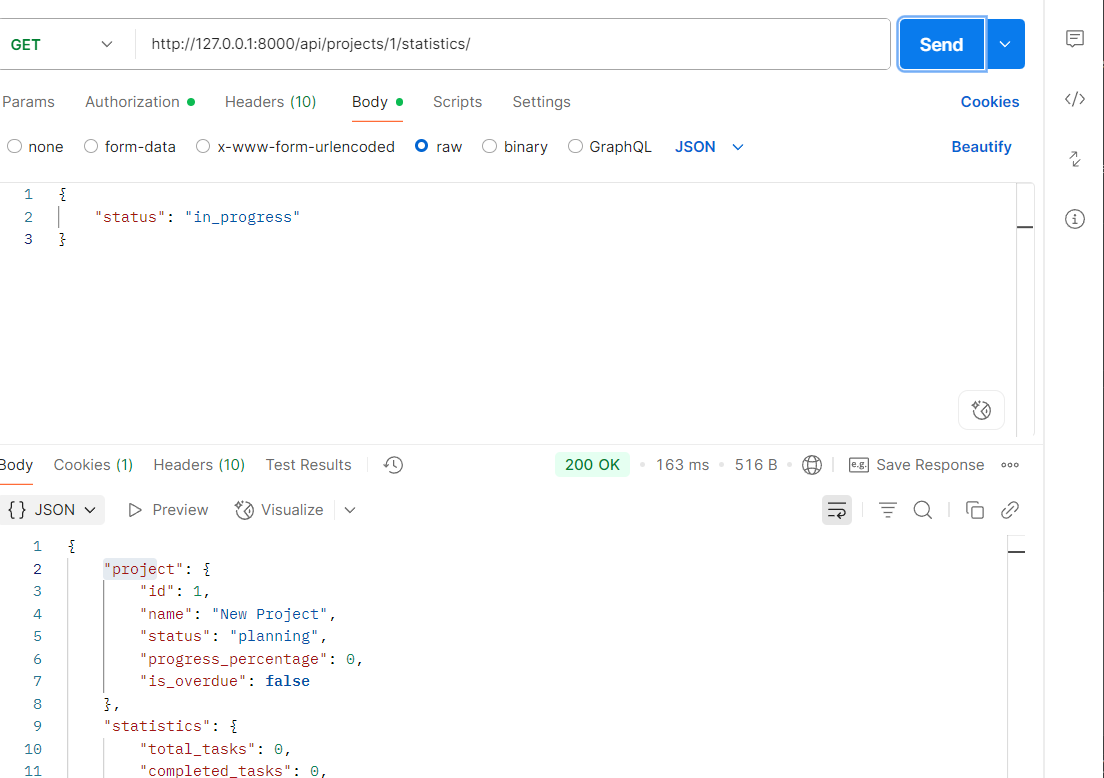 GET http://127.0.0.1:8000/api/projects/1/statistics/ Send
Params Authorization Headers (10) Body Scripts Settings Cookies
none form-data x-www-form-urlencoded raw binary GraphQL JSON Beautify
1 {
2 "status": "in_progress"
3 }
Body Cookies (1) Headers (10) Test Results 200 OK 163 ms 516 B e.g. Save Response
{} JSON Preview Visualize
1 {
2 "project": {
3 "id": 1,
4 "name": "New Project",
5 "status": "planning",
6 "progress_percentage": 0,
7 "is_overdue": false
8 },
9 "statistics": {
10 "total_tasks": 0,
11 "completed_tasks": 0,